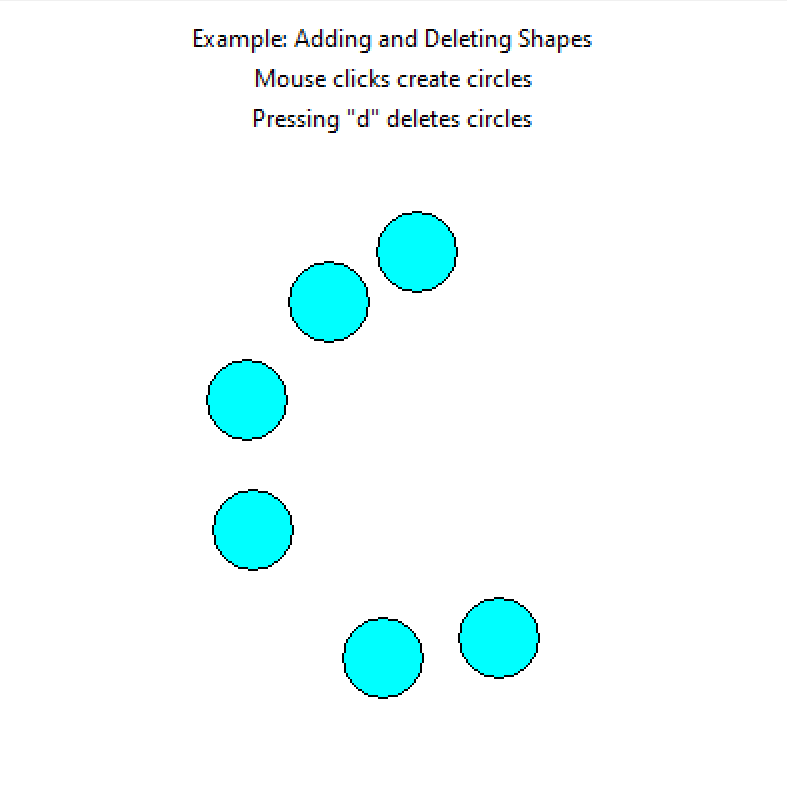 Example: Adding and Deleting Shapes
Mouse clicks create circles
Pressing "d" deletes circles